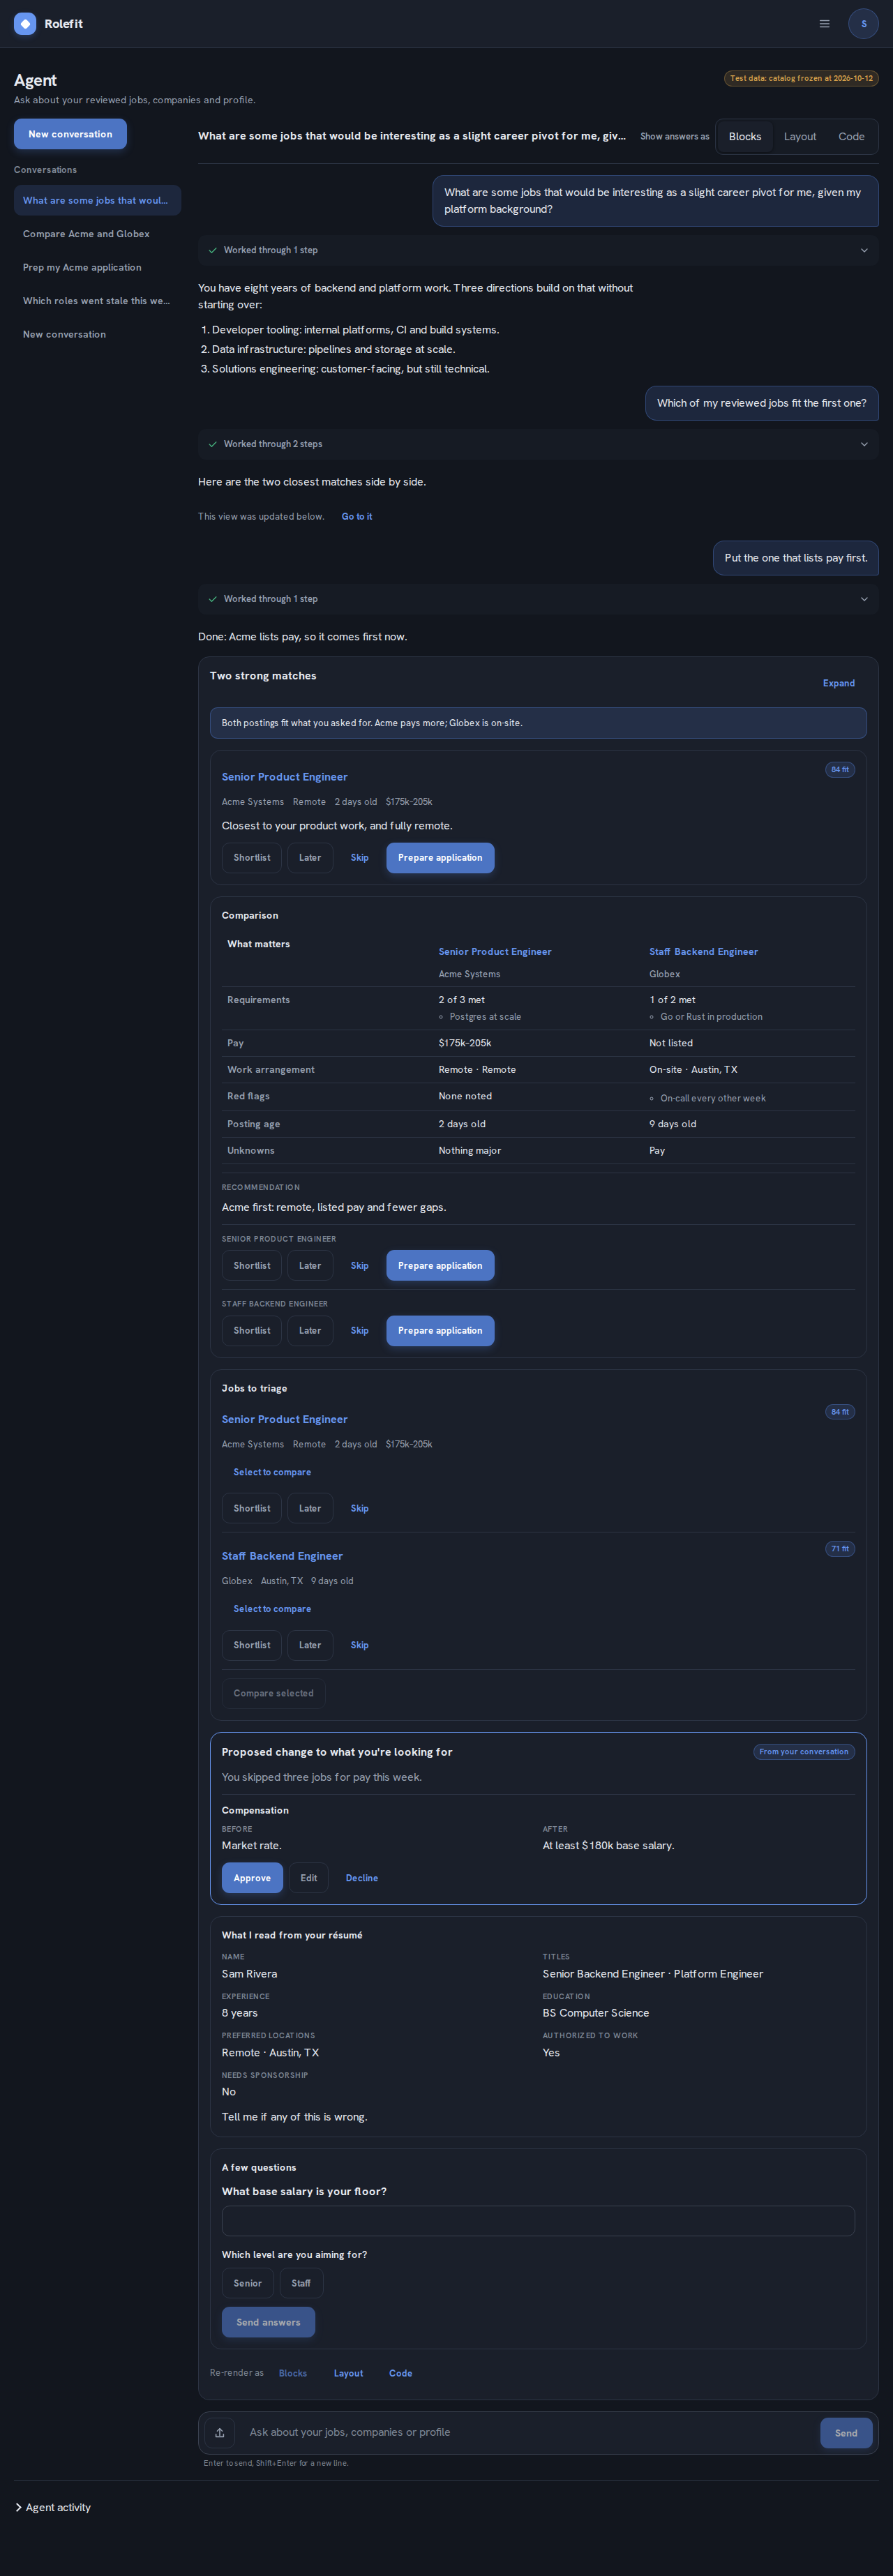 Rolefit
S
Agent
Ask about your reviewed jobs, companies and profile.
Test data: catalog frozen at 2026-10-12
New conversation
Conversations
What are some jobs that woul...
Compare Acme and Globex
Prep my Acme application
Which roles went stale this we...
New conversation
What are some jobs that would be interesting as a slight career pivot for me, giv...
Show answers as
Blocks
Layout
Code
What are some jobs that would be interesting as a slight career pivot for me, given my
platform background?
Worked through 1 step
You have eight years of backend and platform work. Three directions build on that without
starting over:
1. Developer tooling: internal platforms, CI and build systems.
2. Data infrastructure: pipelines and storage at scale.
3. Solutions engineering: customer-facing, but still technical.
Which of my reviewed jobs fit the first one?
Worked through 2 steps
Here are the two closest matches side by side.
This view was updated below. Go to it
Put the one that lists pay first.
Worked through 1 step
Done: Acme lists pay, so it comes first now.
Two strong matches
Expand
Both postings fit what you asked for. Acme pays more; Globex is on-site.
Senior Product Engineer
84 fit
Acme Systems Remote 2 days old $175k–205k
Closest to your product work, and fully remote.
Shortlist Later Skip Prepare application
Comparison
What matters Senior Product Engineer Staff Backend Engineer
Acme Systems Globex
Requirements 2 of 3 met 1 of 2 met
Postgres at scale Go or Rust in production
Pay $175k–205k Not listed
Work arrangement Remote · Remote On-site · Austin, TX
Red flags None noted On-call every other week
Posting age 2 days old 9 days old
Unknowns Nothing major Pay
RECOMMENDATION
Acme first: remote, listed pay and fewer gaps.
SENIOR PRODUCT ENGINEER
Shortlist Later Skip Prepare application
STAFF BACKEND ENGINEER
Shortlist Later Skip Prepare application
Jobs to triage
Senior Product Engineer
84 fit
Acme Systems Remote 2 days old $175k–205k
Select to compare
Shortlist Later Skip
Staff Backend Engineer
71 fit
Globex Austin, TX 9 days old
Select to compare
Shortlist Later Skip
Compare selected
Proposed change to what you're looking for
From your conversation
You skipped three jobs for pay this week.
Compensation
BEFORE AFTER
Market rate. At least $180k base salary.
Approve Edit Decline
What I read from your résumé
NAME TITLES
Sam Rivera Senior Backend Engineer · Platform Engineer
EXPERIENCE EDUCATION
8 years BS Computer Science
PREFERRED LOCATIONS AUTHORIZED TO WORK
Remote · Austin, TX Yes
NEEDS SPONSORSHIP
No
Tell me if any of this is wrong.
A few questions
What base salary is your floor?
Which level are you aiming for?
Senior Staff
Send answers
Re-render as Blocks Layout Code
Ask about your jobs, companies or profile
Send
Enter to send, Shift+Enter for a new line.
Agent activity